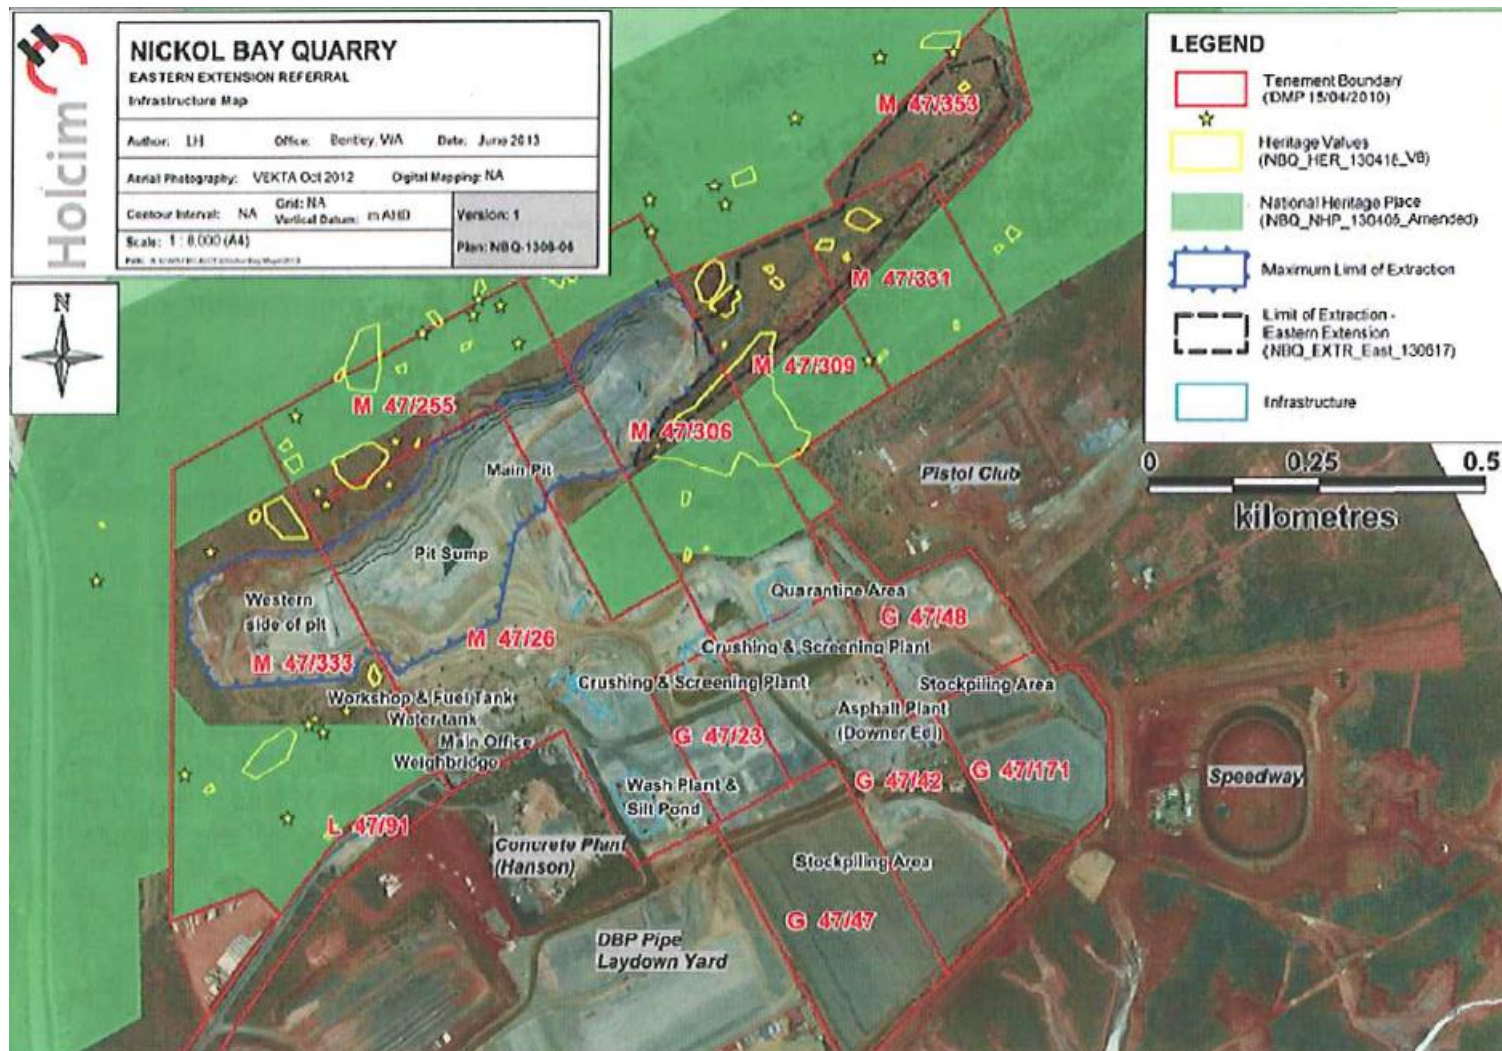 Holcim
NICKOL BAY QUARRY
EASTERN EXTENSION REFERRAL
Infrastructure Map
Author: LH Office: Bentley, WA Date: June 2013
Aerial Photography: VEKTA Oct 2012 Digital Mapping: NA
Contour Interval: NA Grid: NA
Vertical Datum: m AHD
Version: 1
Scale: 1 : 8,000 (A4)
Plan: NBQ-1306-06
N
LEGEND
Tenement Boundary
(DMP 15/04/2010)
Heritage Values
(NBQ_HER_130416_V8)
National Heritage Place
(NBQ_NHP_130405_Amended)
Maximum Limit of Extraction
Limit of Extraction -
Eastern Extension
(NBQ_EXTR_East_130617)
Infrastructure
0 0.25 0.5
kilometres
M 47/353
M 47/331
M 47/309
M 47/255
M 47/306
Main Pit
Pistol Club
Pit Sump
Quarantine Area
Western
side of pit
G 47/48
M 47/26
M 47/333
Crushing & Screening Plant
Crushing & Screening Plant
Stockpiling Area
Workshop & Fuel Tank
Water tank
Main Office
Weighbridge
Asphalt Plant
(Downer Edi)
G 47/23
G 47/42
G 47/171
Speedway
Wash Plant &
Silt Pond
L 47/91
Concrete Plant
(Hanson)
Stockpiling Area
G 47/47
DBP Pipe
Laydown Yard